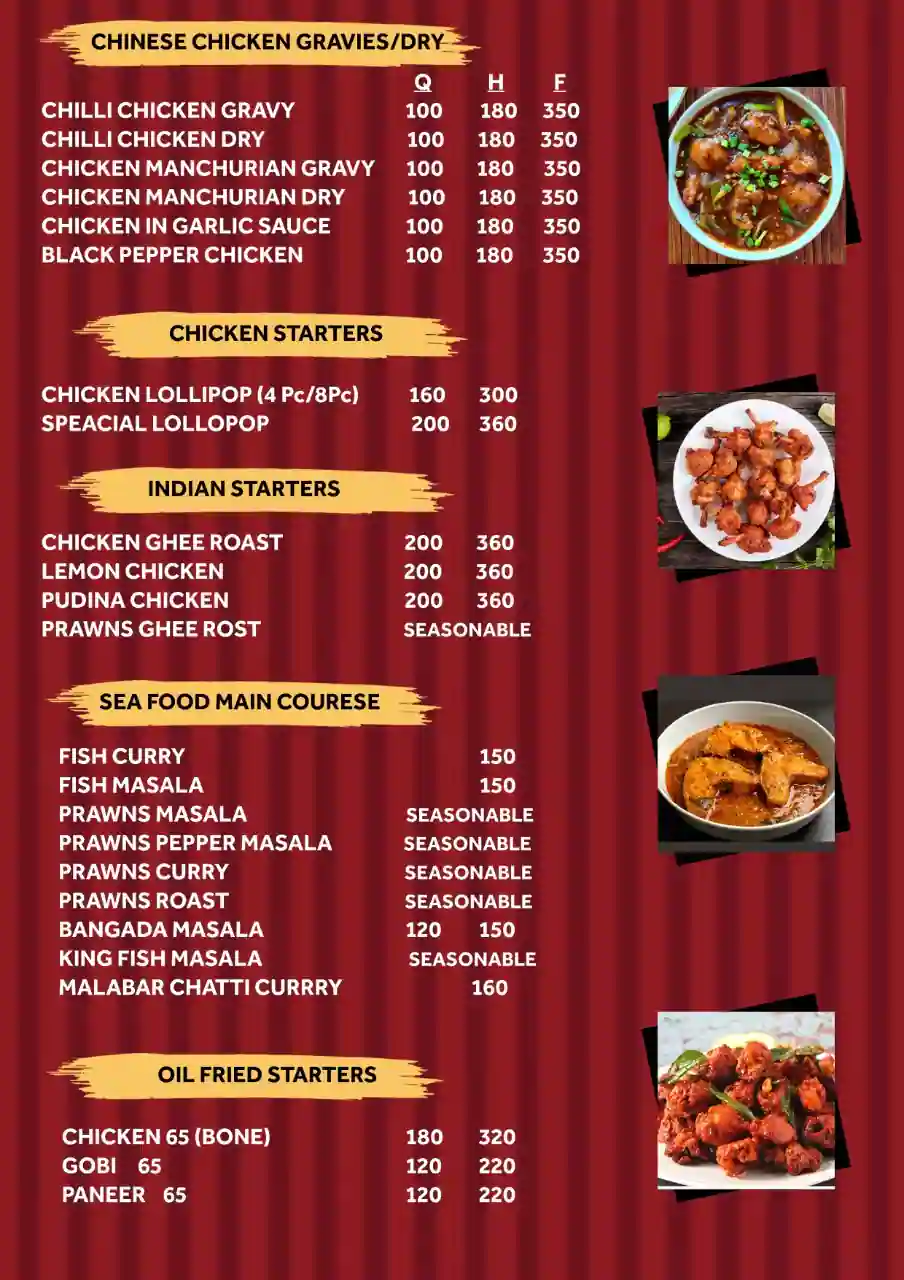 CHINESE CHICKEN GRAVIES/DRY
Q H F
CHILLI CHICKEN GRAVY 100 180 350
CHILLI CHICKEN DRY 100 180 350
CHICKEN MANCHURIAN GRAVY 100 180 350
CHICKEN MANCHURIAN DRY 100 180 350
CHICKEN IN GARLIC SAUCE 100 180 350
BLACK PEPPER CHICKEN 100 180 350
CHICKEN STARTERS
CHICKEN LOLLIPOP (4 Pc/8Pc) 160 300
SPEACIAL LOLLOPOP 200 360
INDIAN STARTERS
CHICKEN GHEE ROAST 200 360
LEMON CHICKEN 200 360
PUDINA CHICKEN 200 360
PRAWNS GHEE ROST SEASONABLE
SEA FOOD MAIN COURESE
FISH CURRY 150
FISH MASALA 150
PRAWNS MASALA SEASONABLE
PRAWNS PEPPER MASALA SEASONABLE
PRAWNS CURRY SEASONABLE
PRAWNS ROAST SEASONABLE
BANGADA MASALA 120 150
KING FISH MASALA SEASONABLE
MALABAR CHATTI CURRRY 160
OIL FRIED STARTERS
CHICKEN 65 (BONE) 180 320
GOBI 65 120 220
PANEER 65 120 220